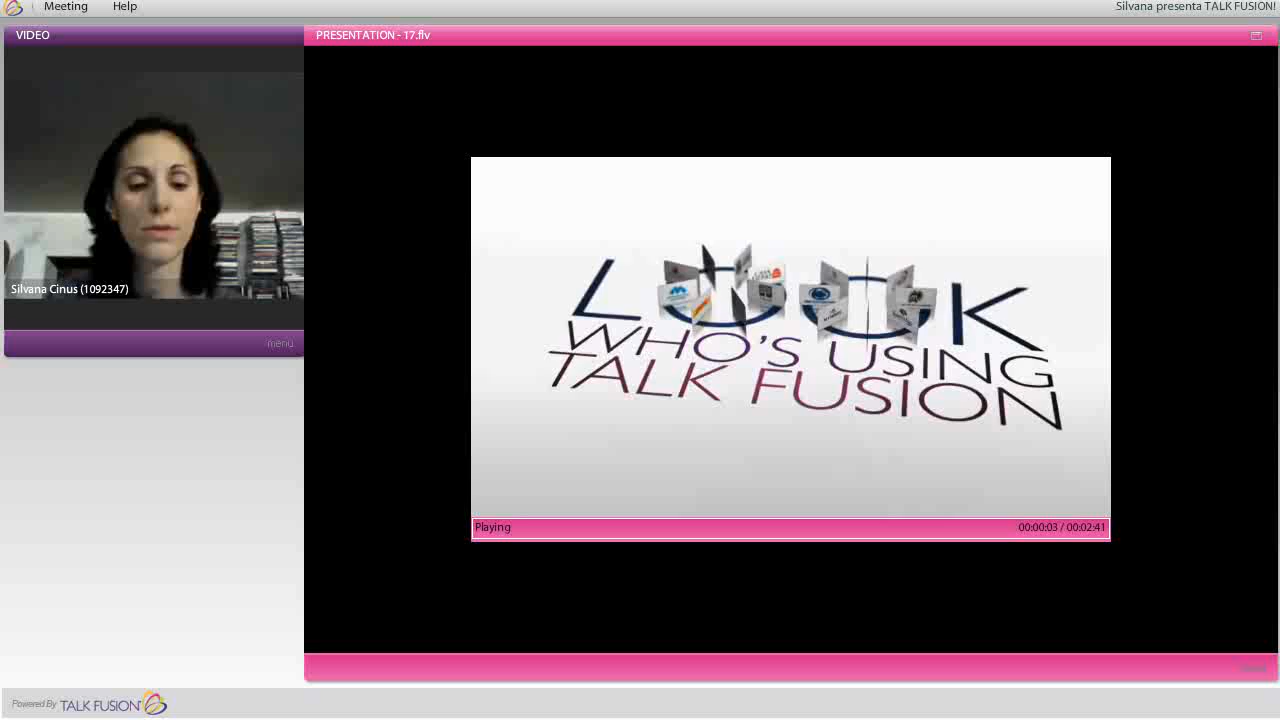 Meeting Help
Silvana presenta TALK FUSION!
VIDEO
PRESENTATION - 17.flv
Silvana Cinus (1092347)
menu
LOOK
WHO'S USING
TALK FUSION
Playing
00:00:03 / 00:02:41
Powered By TALK FUSION